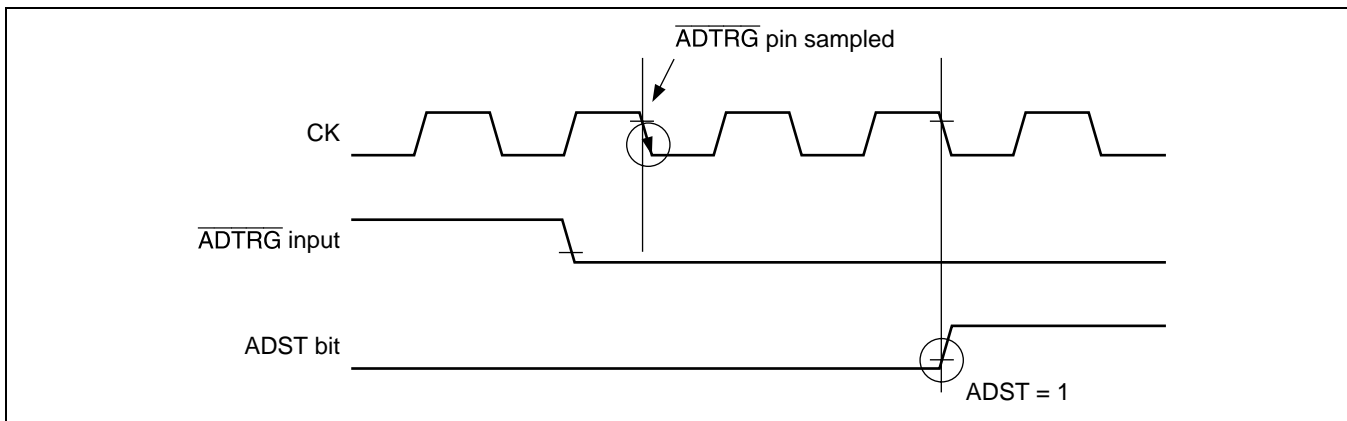 ADTRG pin sampled
CK
ADTRG input
ADST bit
ADST = 1